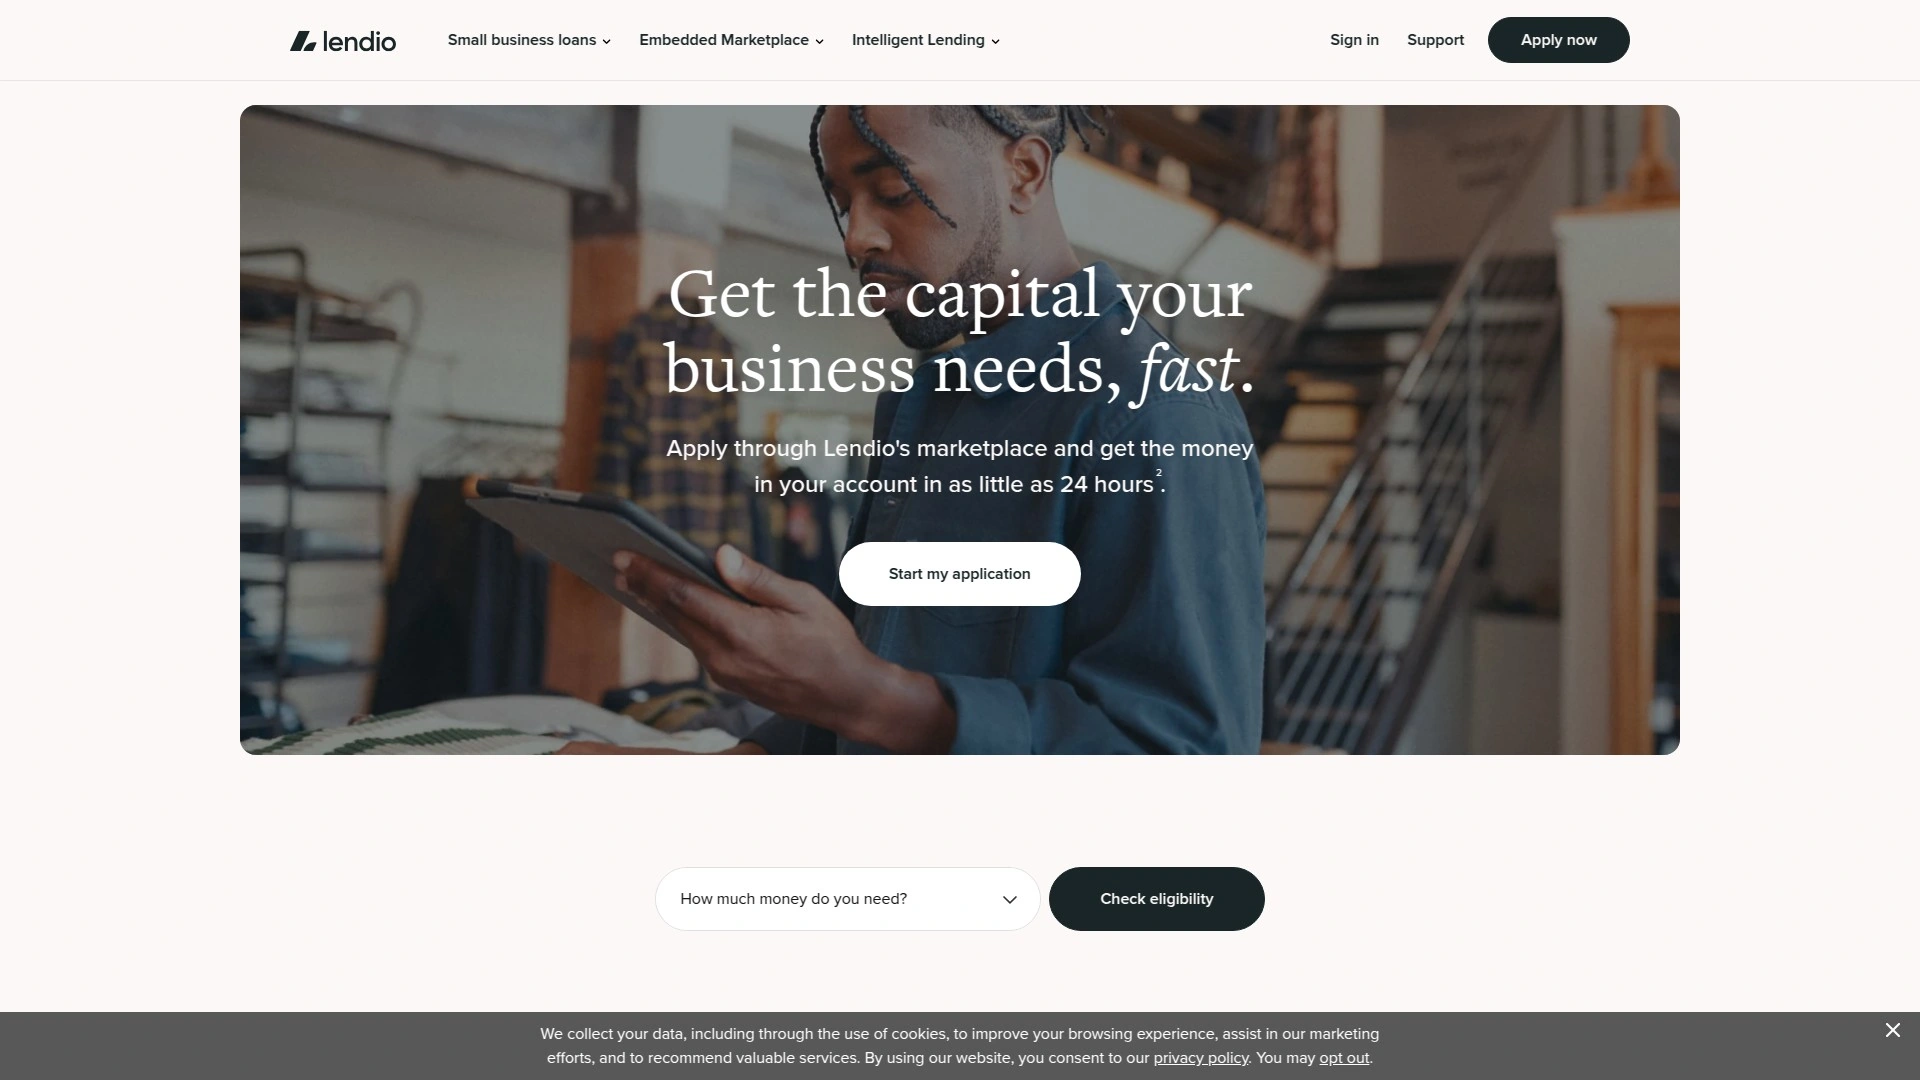 lendio
Small business loans
Embedded Marketplace
Intelligent Lending
Sign in
Support
Apply now
Get the capital your
business needs, fast.
Apply through Lendio's marketplace and get the money
in your account in as little as 24 hours².
Start my application
How much money do you need?
Check eligibility
We collect your data, including through the use of cookies, to improve your browsing experience, assist in our marketing
efforts, and to recommend valuable services. By using our website, you consent to our privacy policy. You may opt out.